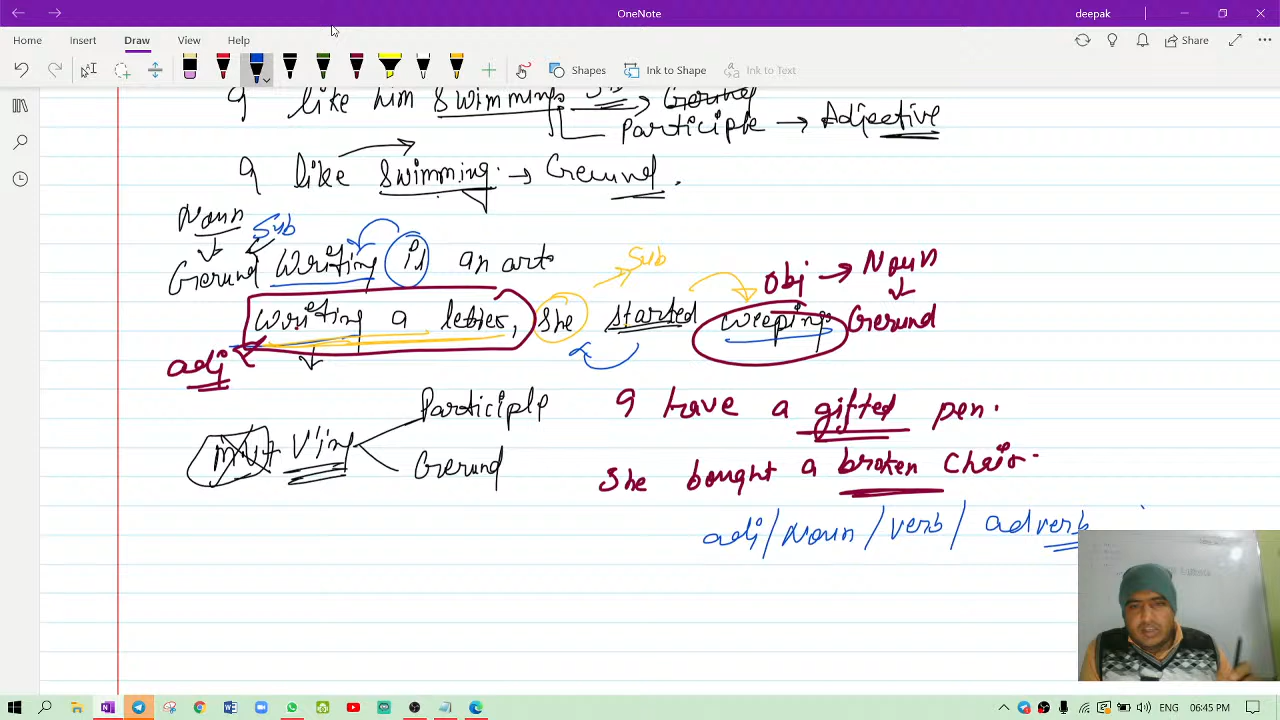 OneNote
deepak
Home Insert Draw View Help
Share
Shapes Ink to Shape Ink to Text
9 like him swimming Gerund
Participle → Adjective
9 like swimming → Gerund.
Noun
Sub
Gerund Writing is an art
Sub
Obj → Noun
writing a letter, she started weeping Gerund
adj
Participle
9 have a gifted pen.
V'ing
Gerund
She bought a broken chair.
adj/Noun/verb/adverb
ENG 06:45 PM